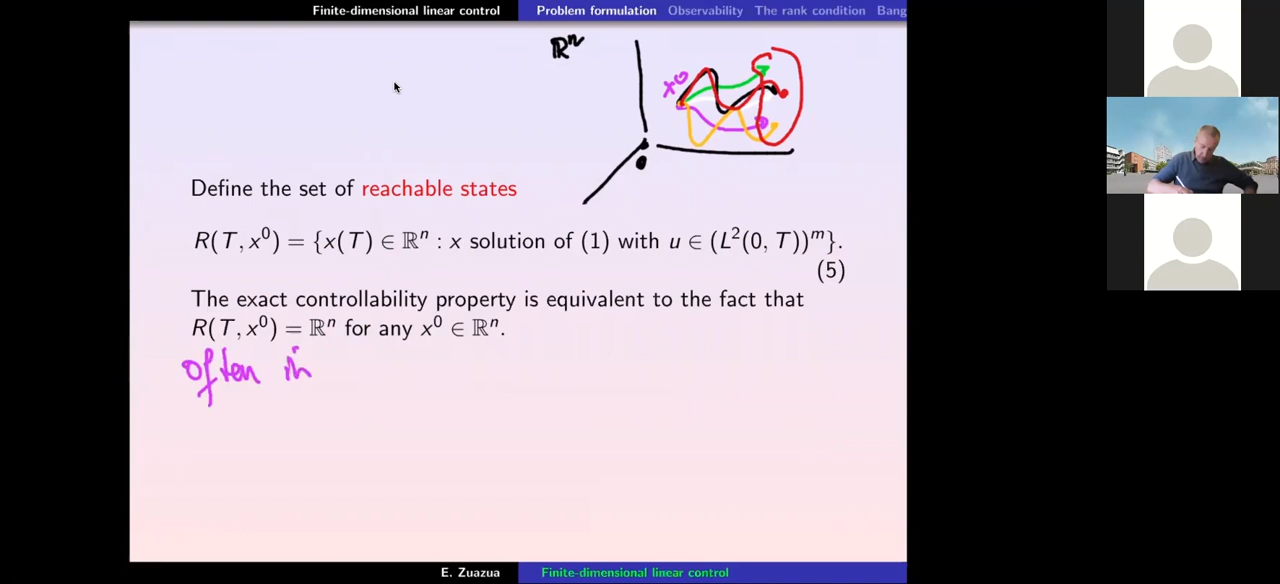 Finite-dimensional linear control
Problem formulation Observability The rank condition Bang
ℝⁿ
x⁰
Define the set of reachable states
R(T, x⁰) = {x(T) ∈ ℝⁿ : x solution of (1) with u ∈ (L²(0, T))ᵐ}.
(5)
The exact controllability property is equivalent to the fact that
R(T, x⁰) = ℝⁿ for any x⁰ ∈ ℝⁿ.
Often in
E. Zuazua Finite-dimensional linear control